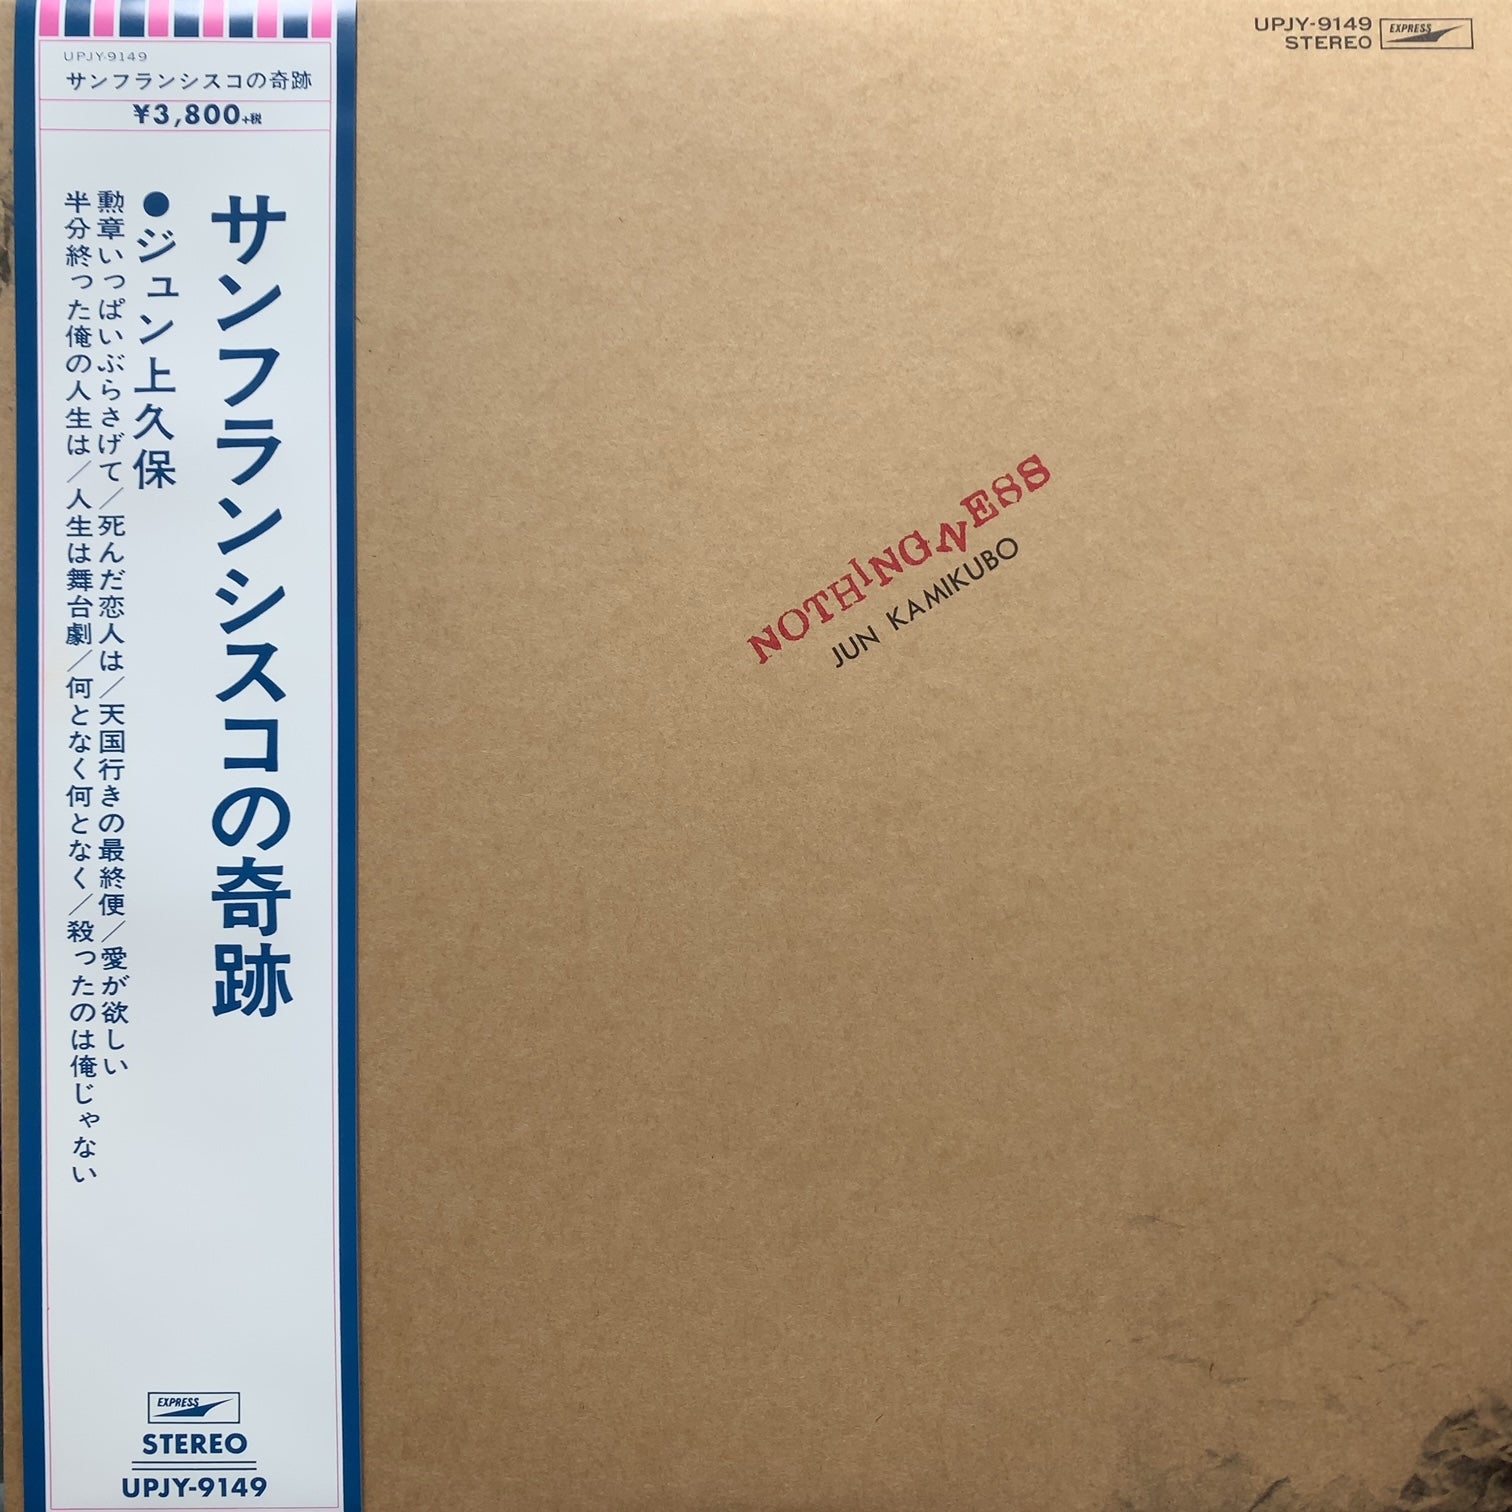 UPJY-9149
サンフランシスコの奇跡
¥3,800+税
サンフランシスコの奇跡
●ジュン上久保
勲章いっぱいぶらさげて/死んだ恋人は/天国行きの最終便/愛が欲しい
半分終った俺の人生は/人生は舞台劇/何となく何となく/殺ったのは俺じゃない
EXPRESS
STEREO
UPJY-9149
UPJY-9149
STEREO
EXPRESS
NOTHINGNESS
JUN KAMIKUBO